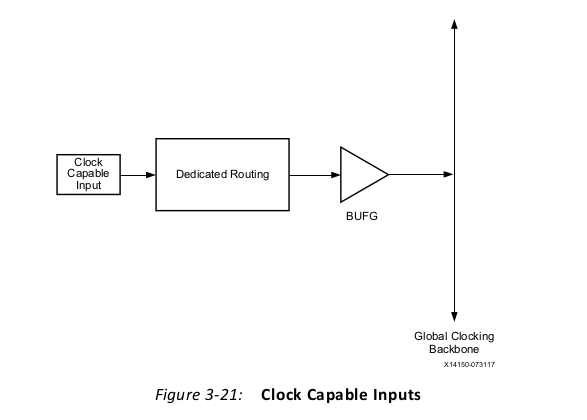 Clock
Capable
Input
Dedicated Routing
BUFG
Global Clocking
Backbone
X14150-073117
Figure 3-21: Clock Capable Inputs